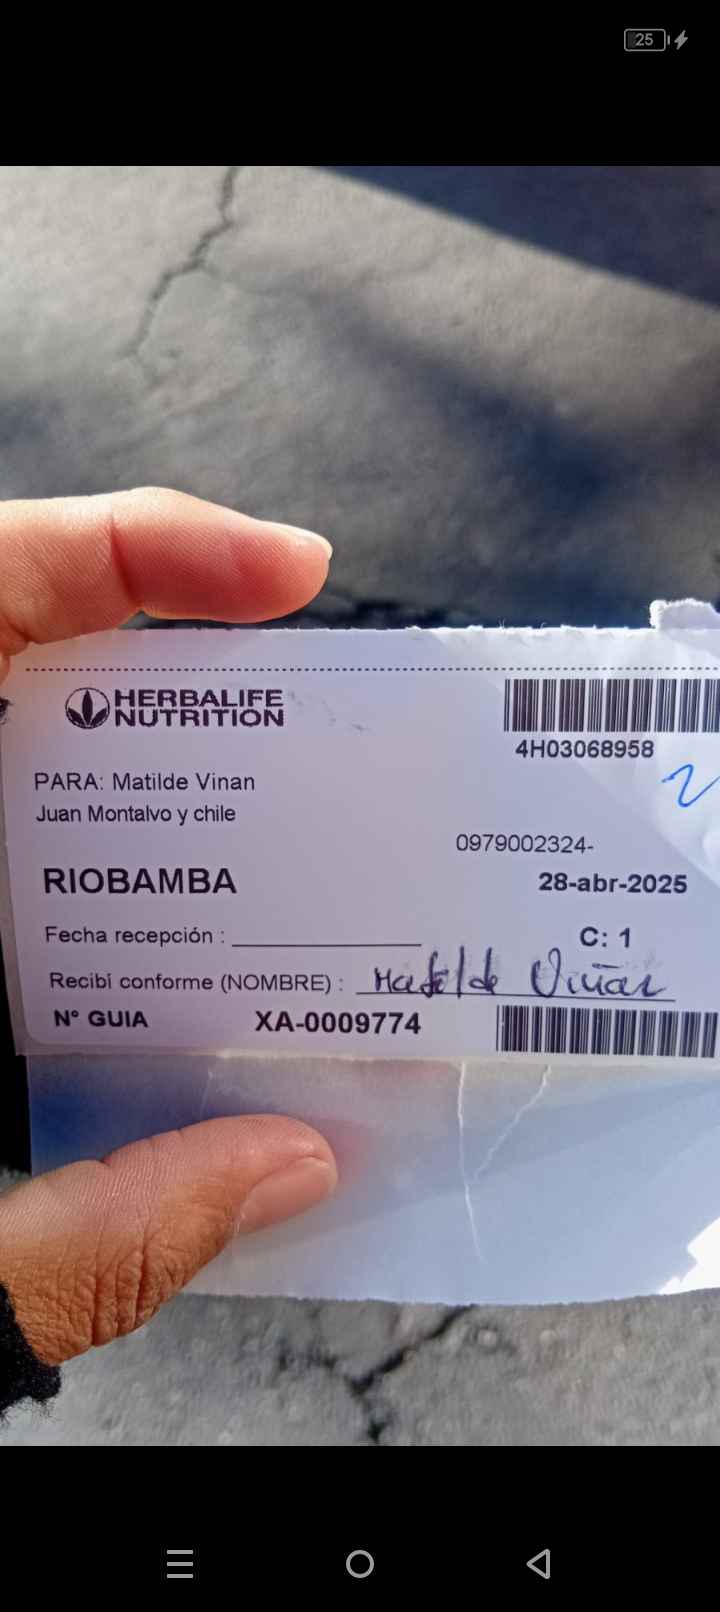 25
HERBALIFE
NUTRITION
4H03068958
PARA: Matilde Vinan
Juan Montalvo y chile
0979002324-
RIOBAMBA
28-abr-2025
Fecha recepción : 
C: 1
Recibí conforme (NOMBRE) : Matilde Viñan
N° GUIA XA-0009774